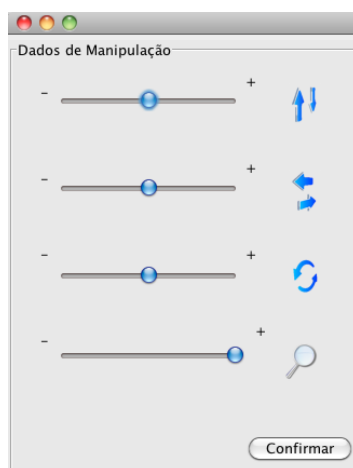 Dados de Manipulação
- +
- +
- +
- +
Confirmar